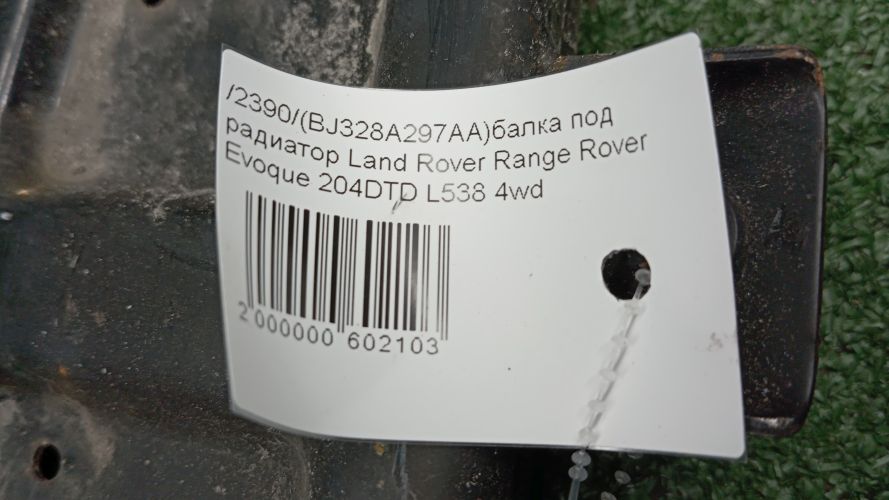 /2390/(BJ328A297AA)балка под
радиатор Land Rover Range Rover
Evoque 204DTD L538 4wd
2 000000 602103